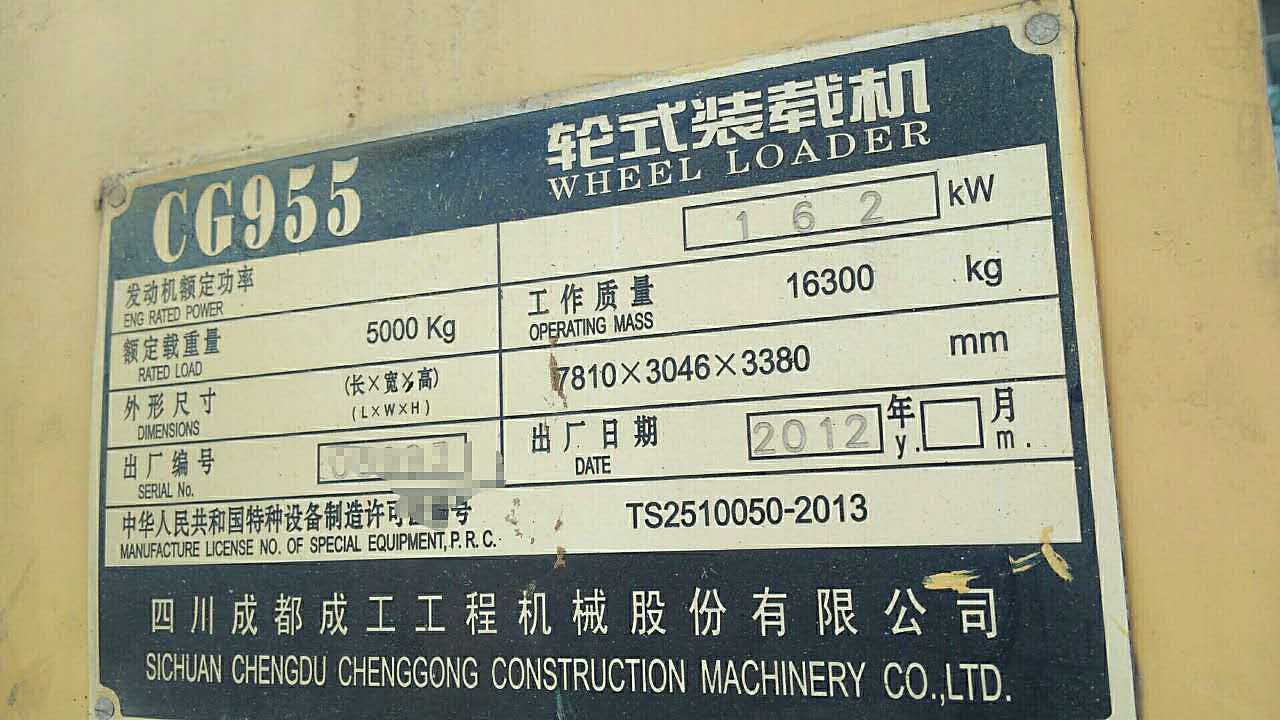 CG955
轮式装载机
WHEEL LOADER
发动机额定功率
ENG RATED POWER
162 kW
额定载重量
RATED LOAD
5000 Kg
工作质量
OPERATING MASS
16300 kg
外形尺寸
DIMENSIONS
(长×宽×高)
(L×W×H)
7810×3046×3380 mm
出厂编号
SERIAL No.
出厂日期
DATE
2012 年 月
y. m.
中华人民共和国特种设备制造许可 编号
MANUFACTURE LICENSE NO. OF SPECIAL EQUIPMENT, P. R. C.
TS2510050-2013
四川成都成工工程机械股份有限公司
SICHUAN CHENGDU CHENGGONG CONSTRUCTION MACHINERY CO.,LTD.